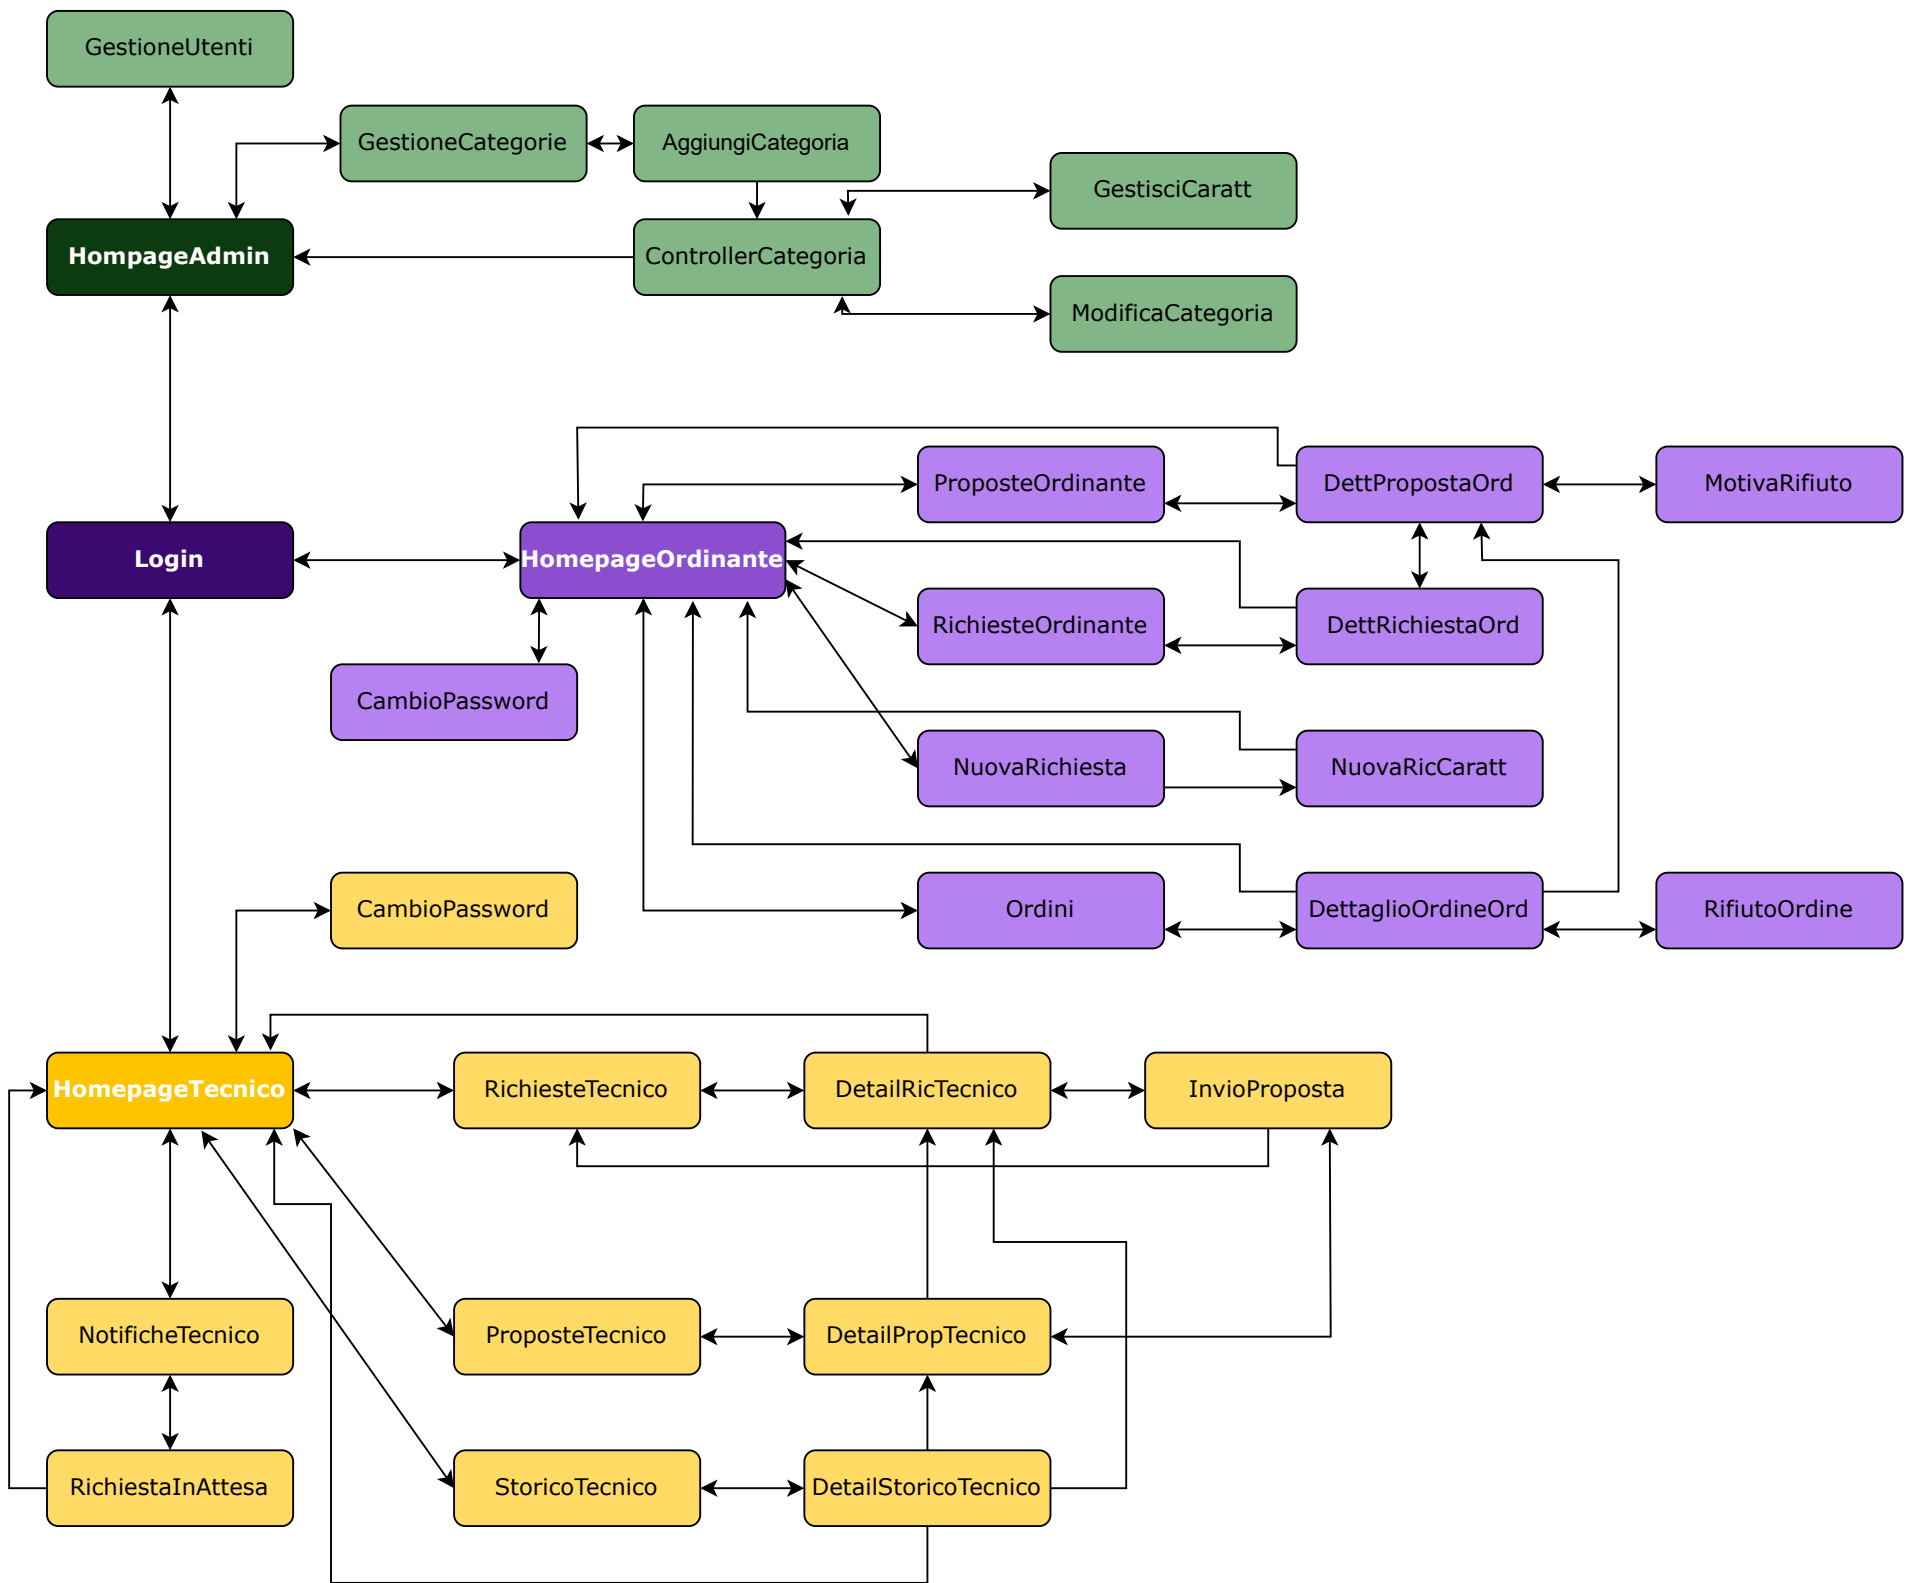 GestioneUtenti
GestioneCategorie
AggiungiCategoria
GestisciCaratt
HompageAdmin
ControllerCategoria
ModificaCategoria
ProposteOrdinante
DettPropostaOrd
MotivaRifiuto
Login
HomepageOrdinante
RichiesteOrdinante
DettRichiestaOrd
CambioPassword
NuovaRichiesta
NuovaRicCaratt
CambioPassword
Ordini
DettaglioOrdineOrd
RifiutoOrdine
HomepageTecnico
RichiesteTecnico
DetailRicTecnico
InvioProposta
NotificheTecnico
ProposteTecnico
DetailPropTecnico
RichiestaInAttesa
StoricoTecnico
DetailStoricoTecnico